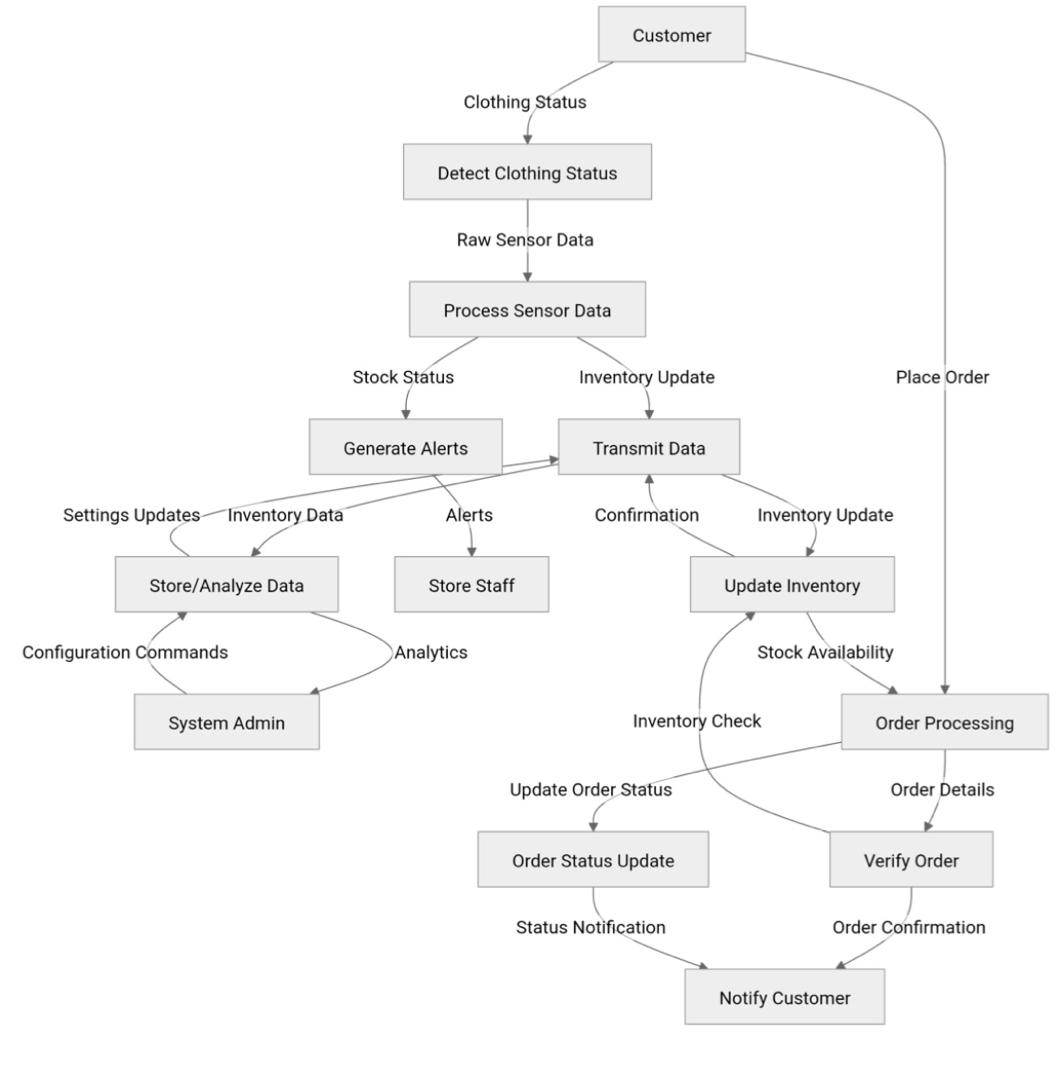 Customer
Clothing Status
Detect Clothing Status
Raw Sensor Data
Process Sensor Data
Stock Status
Inventory Update
Place Order
Generate Alerts
Transmit Data
Settings Updates
Inventory Data
Alerts
Confirmation
Inventory Update
Store/Analyze Data
Store Staff
Update Inventory
Configuration Commands
Analytics
Stock Availability
System Admin
Inventory Check
Order Processing
Update Order Status
Order Details
Order Status Update
Verify Order
Status Notification
Order Confirmation
Notify Customer